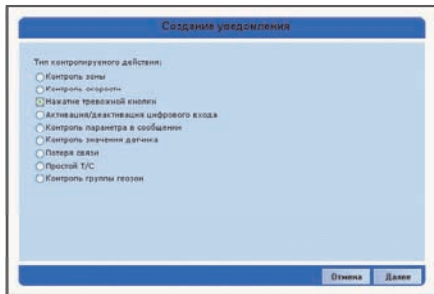 Создание уведомления
Тип контролируемого действия:
Контроль зоны
Контроль скорости
Нажатие тревожной кнопки
Активация/деактивация цифрового входа
Контроль параметра в сообщении
Контроль значения датчика
Потеря связи
Простой Т/С
Контроль группы геозон
Отмена Далее